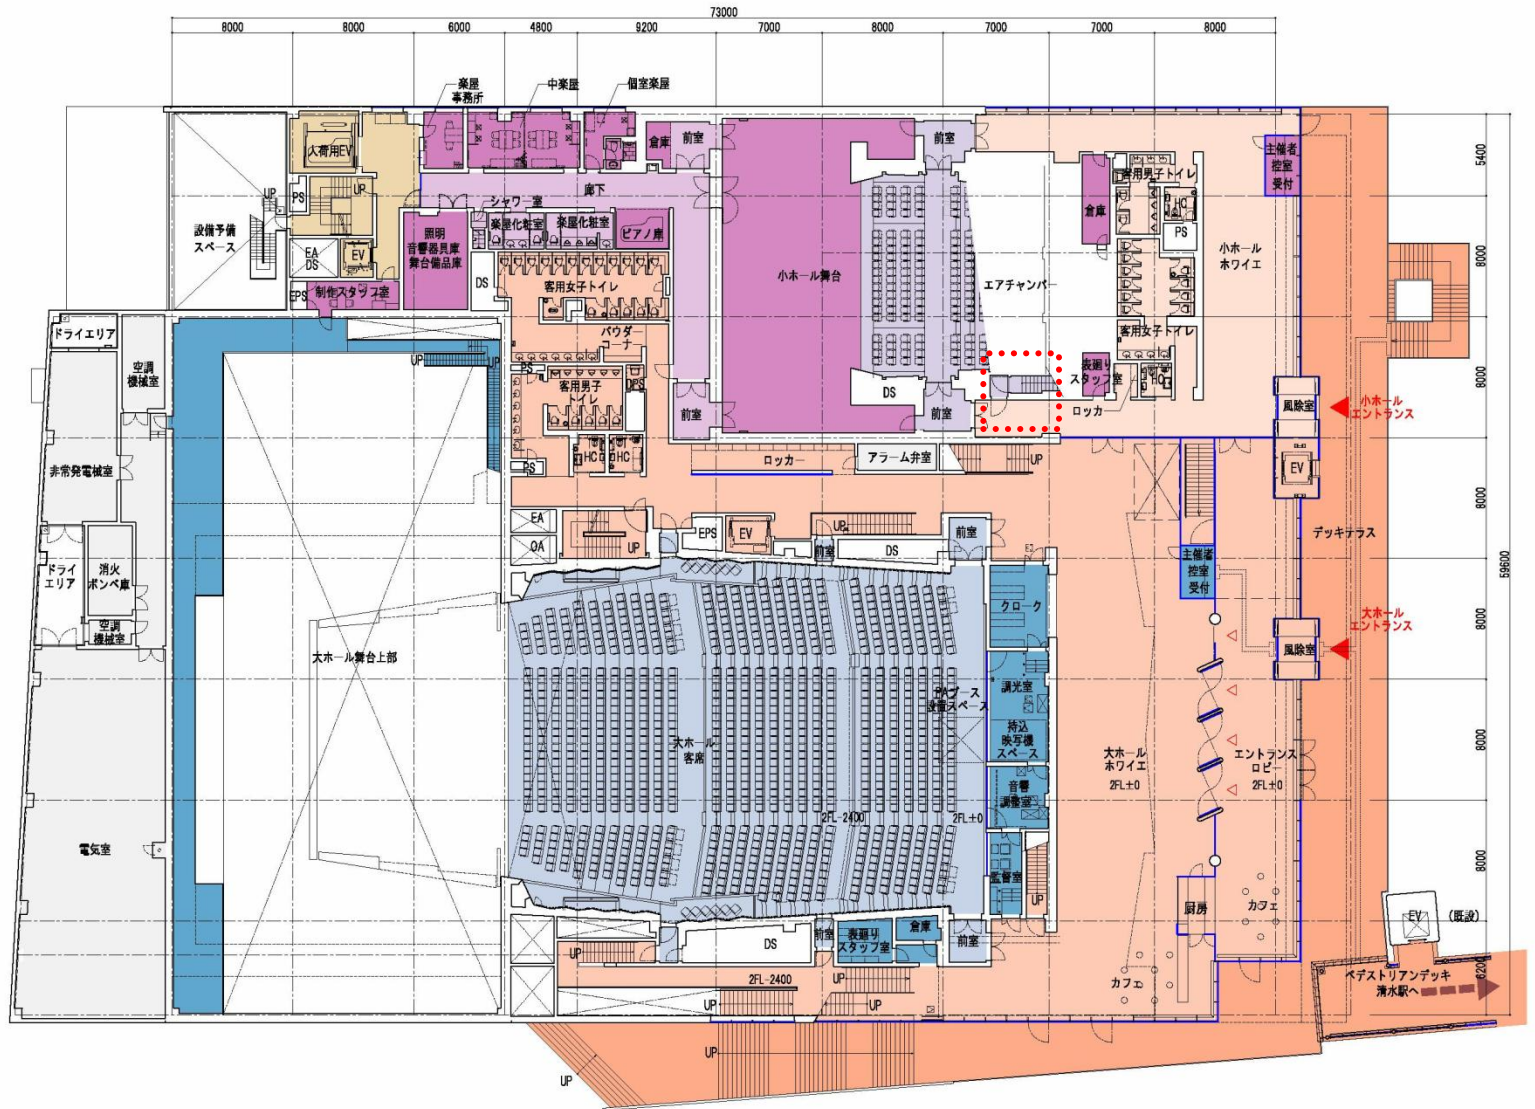 73000
8000
8000
6000
4800
9200
7000
8000
7000
7000
8000
楽屋
事務所
中楽屋
個室楽屋
入荷用EV
倉庫
前室
前室
主催者
控室
受付
客用男子トイレ
5400
UP
PS
UP
廊下
シャワー室
倉庫
HC
設備予備
スペース
照明
音響器具庫
舞台備品庫
楽屋化粧室
楽屋化粧室
ピアノ庫
PS
小ホール
ホワイエ
EA
DS
EV
DS
客用女子トイレ
小ホール舞台
エアチャンバー
8000
EPS
制作スタッフ室
パウダー
コーナー
客用女子トイレ
ドライエリア
空調
機械室
UP
UP
PS
客用男子
トイレ
DPS
DS
表廻り
スタッフ室
HC
8000
前室
前室
ロッカー
風除室
小ホール
エントランス
非常発電機室
PS
HC
HC
ロッカー
アラーム弁室
UP
EV
8000
EA
OA
UP
EPS
EV
UP
前室
DS
前室
デッキテラス
ドライ
エリア
消火
ボンベ庫
主催者
控室
受付
59600
空調
機械室
クローク
8000
大ホール
エントランス
風除室
大ホール舞台上部
PAブース
設置スペース
調光室
持込
映写機
スペース
大ホール
客席
大ホール
ホワイエ
2FL±0
エントランス
ロビー
2FL±0
8000
音響
調整室
2FL-2400
2FL±0
電気室
監督室
UP
8000
厨房
カフェ
EV
(既設)
前室
表廻り
スタッフ室
倉庫
前室
DS
UP
2FL-2400
UP
カフェ
UP
UP
ペデストリアンデッキ
清水駅へ
6200
UP
UP